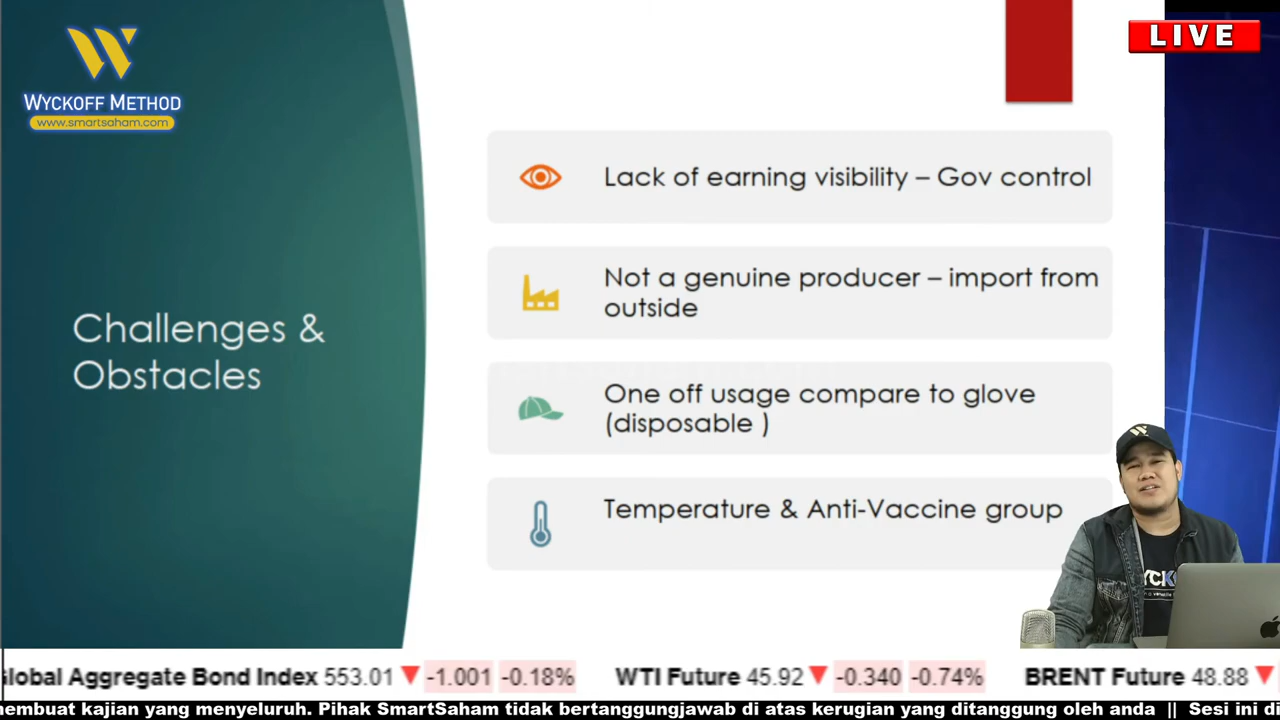 WYCKOFF METHOD
www.smartsaham.com
LIVE
Challenges &
Obstacles
Lack of earning visibility – Gov control
Not a genuine producer – import from
outside
One off usage compare to glove
(disposable )
Temperature & Anti-Vaccine group
Global Aggregate Bond Index 553.01 ▼ -1.001 -0.18% WTI Future 45.92 ▼ -0.340 -0.74% BRENT Future 48.88 ▼
membuat kajian yang menyeluruh. Pihak SmartSaham tidak bertanggungjawab di atas kerugian yang ditanggung oleh anda || Sesi ini di